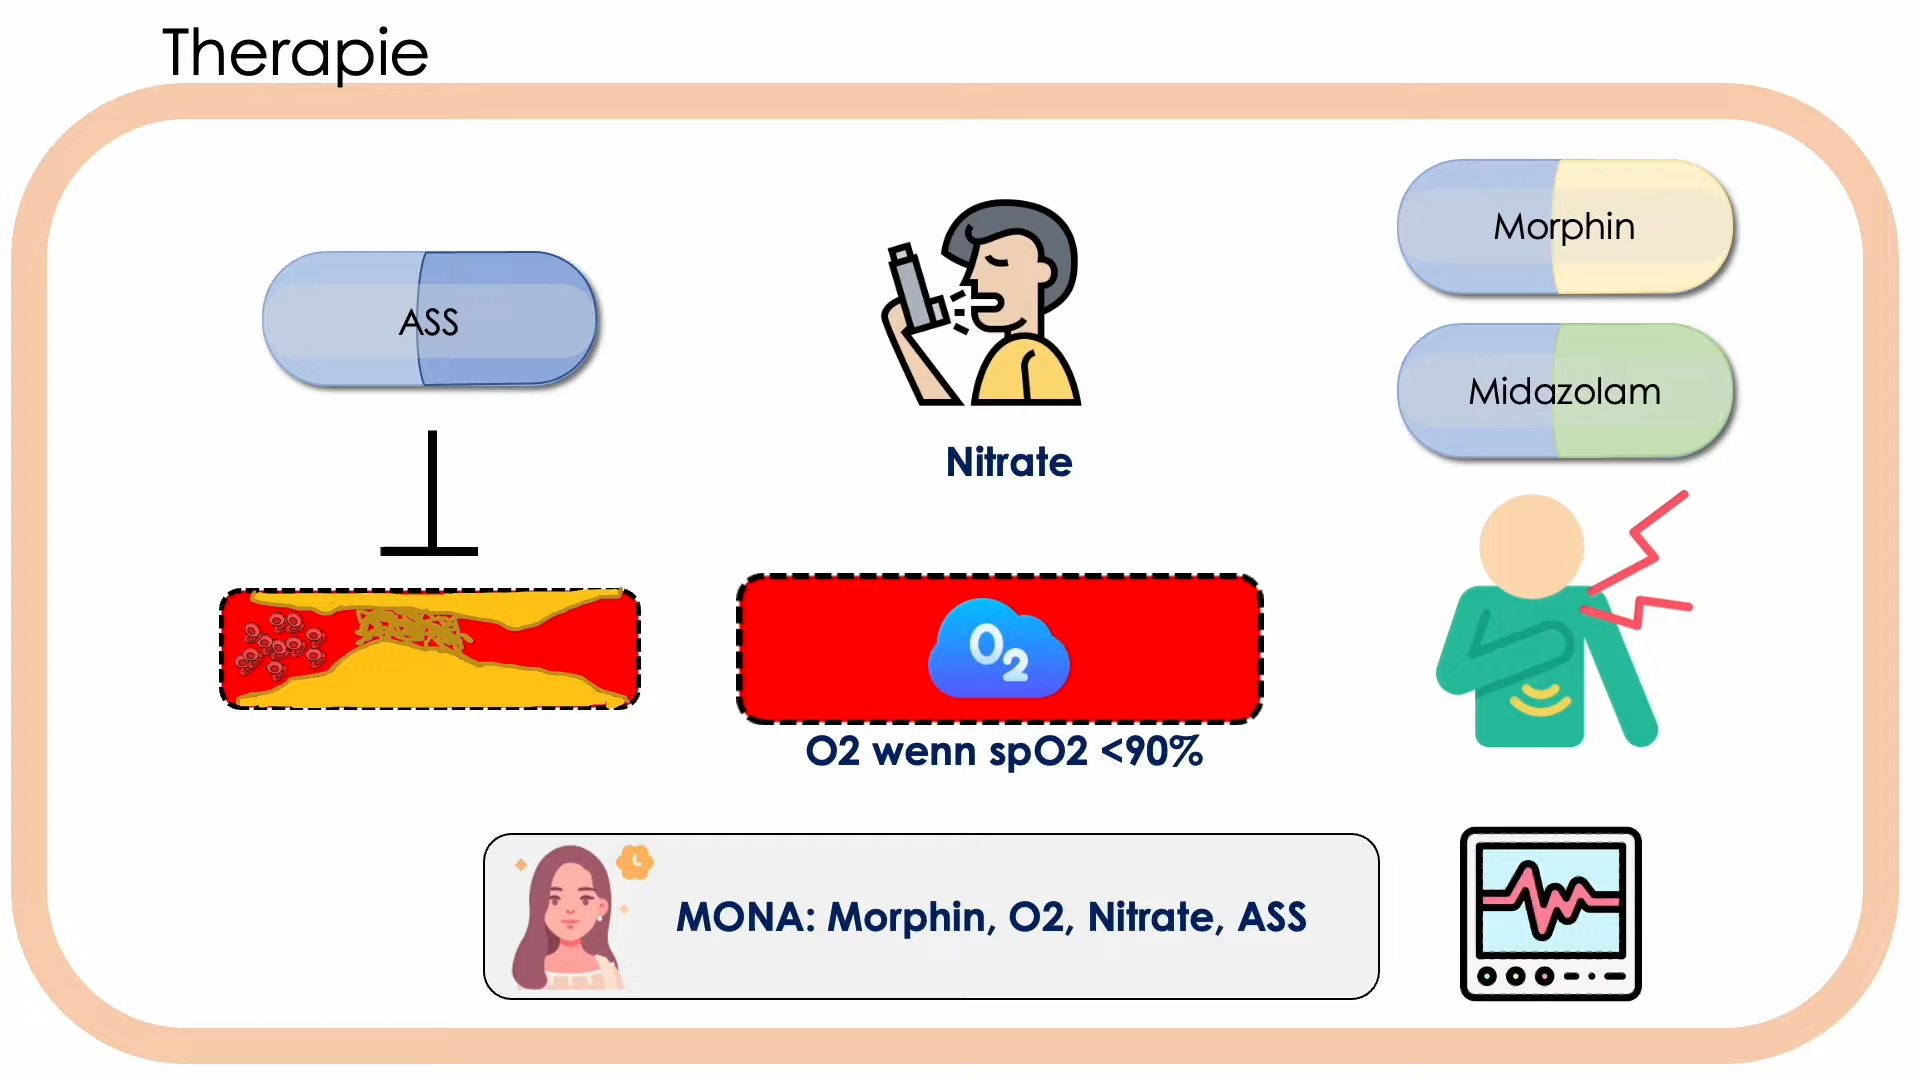 Therapie
ASS
Nitrate
Morphin
Midazolam
O2
O2 wenn spO2 <90%
MONA: Morphin, O2, Nitrate, ASS